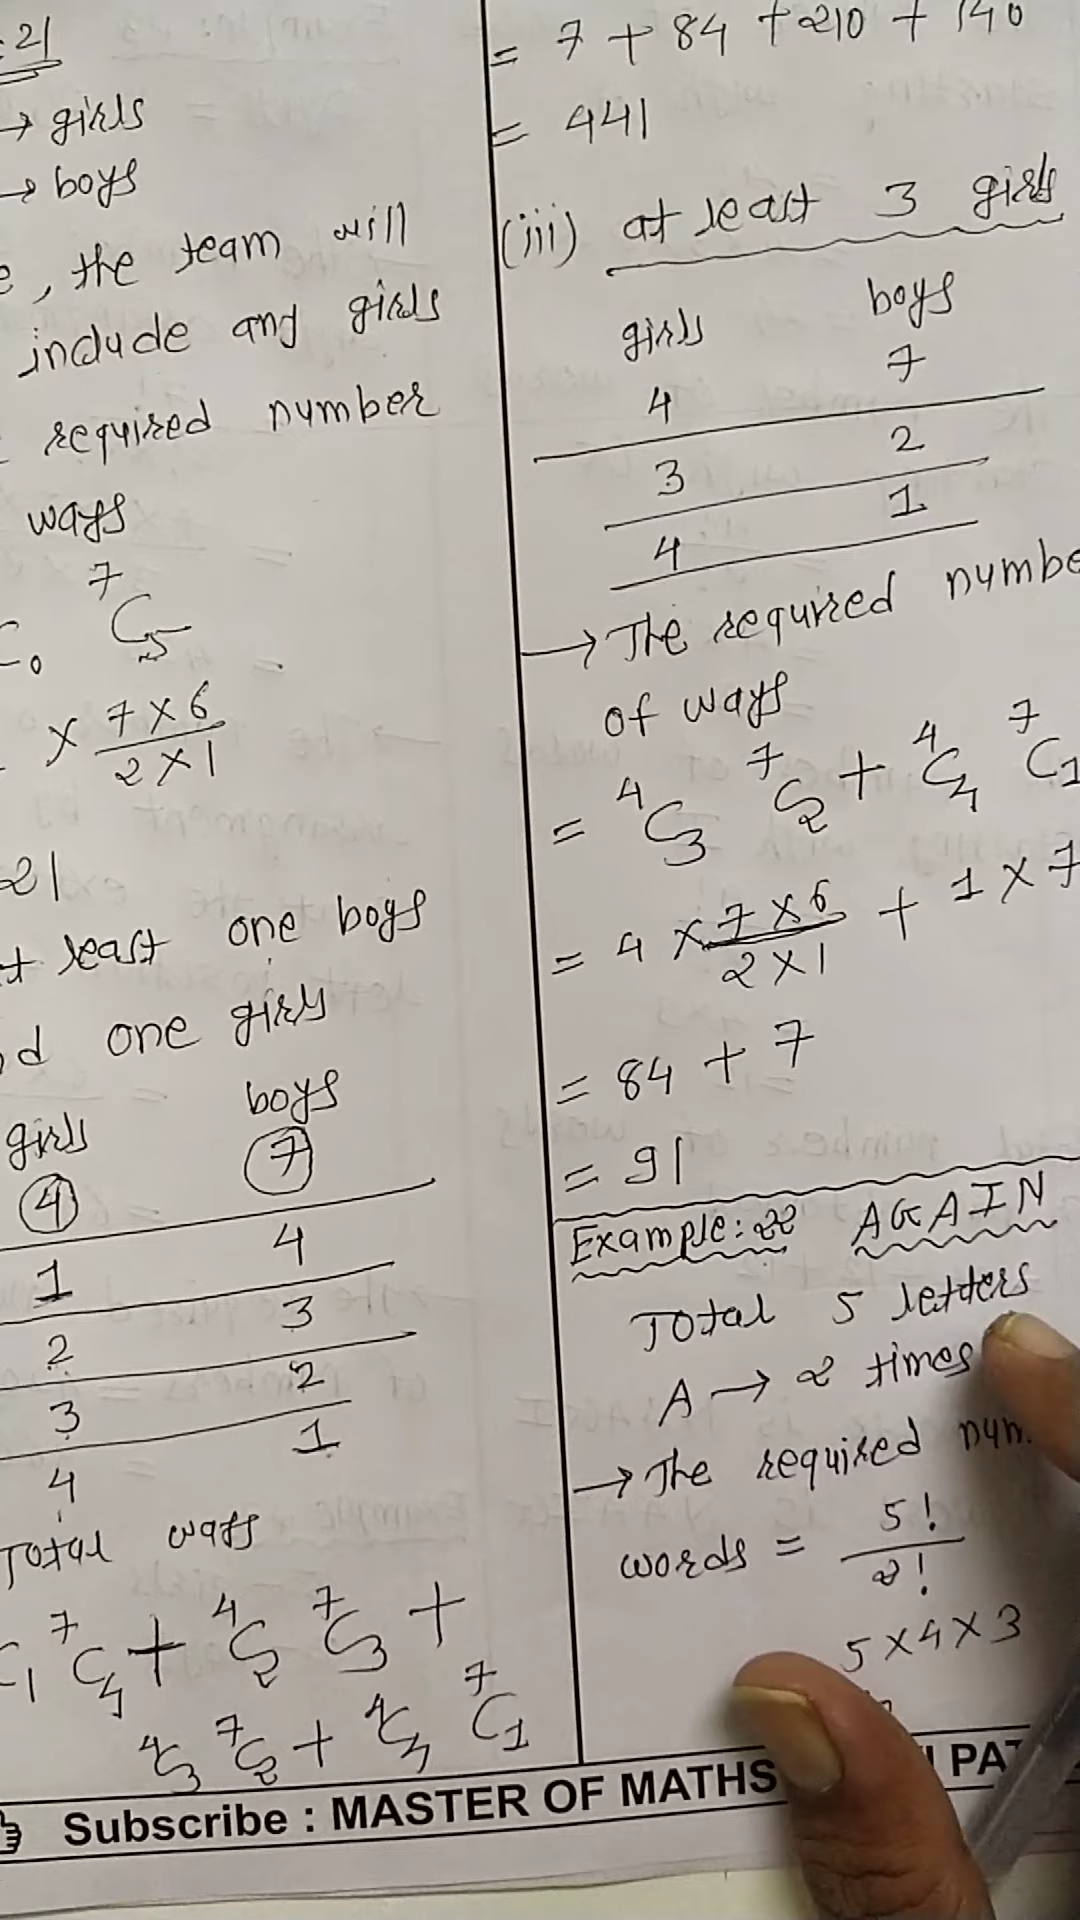 : 21
→ girls
→ boys
, the team will
include and girls
required number
ways
⁷C₅
× 7×6 / 2×1
21
least one boys
one girls
girls boys
4 7
1 4
2 3
3 2
4 1
Total ways
⁷C₄ + ⁴C₂ ⁷C₃ +
⁴C₃ ⁷C₂ + ⁴C₄ ⁷C₁
= 7 + 84 + 210 + 140
= 441
(iii) at least 3 girls
girls boys
4 7
3 2
4 1
→ The required
of ways
= ⁴C₃ ⁷C₂ + ⁴C₄ ⁷C₁
= 4 × 7×6 / 2×1 + 1 × 7
= 84 + 7
= 91
Example: 22 AGAIN
Total 5 letters
A → 2 times
→ The required
words = 5! / 2!
5×4×3
Subscribe : MASTER OF MATHS